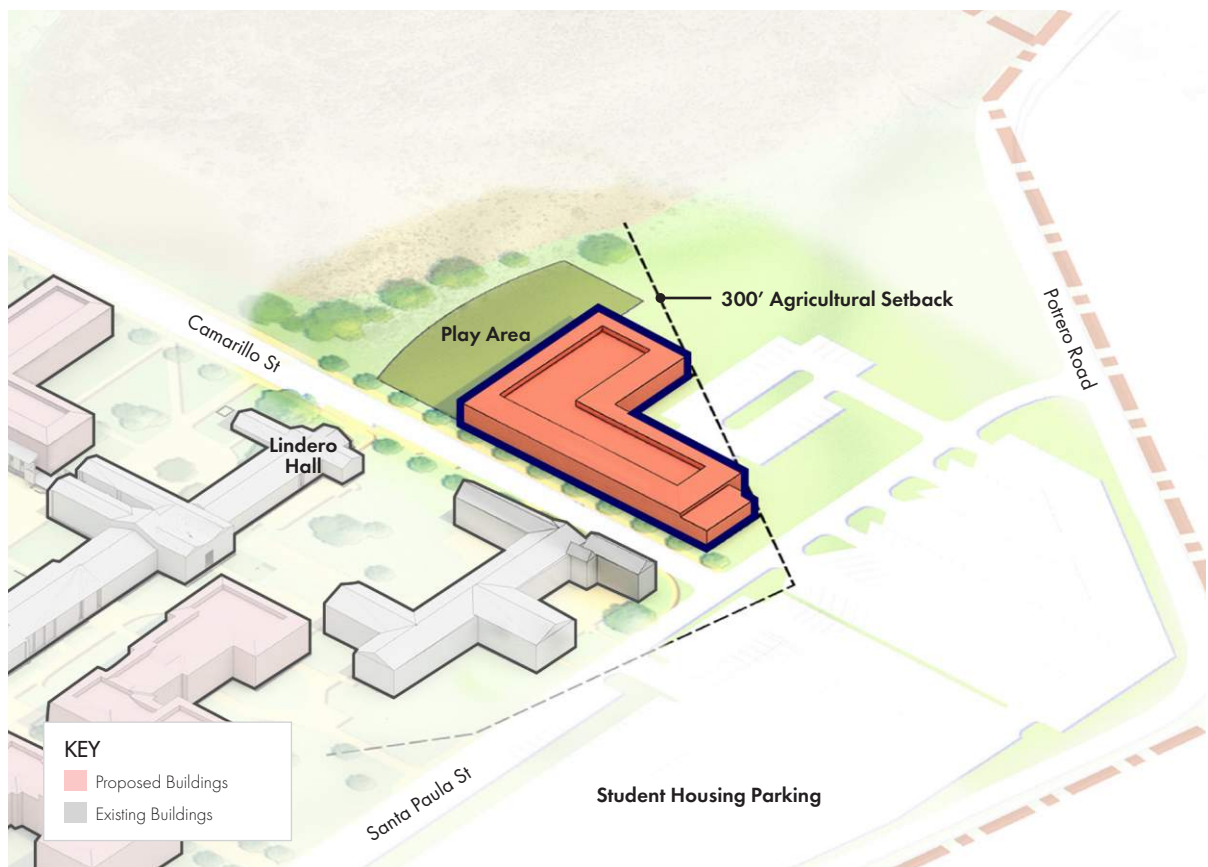 300’ Agricultural Setback
Play Area
Camarillo St
Potrero Road
Lindero
Hall
KEY
Proposed Buildings
Existing Buildings
Santa Paula St
Student Housing Parking